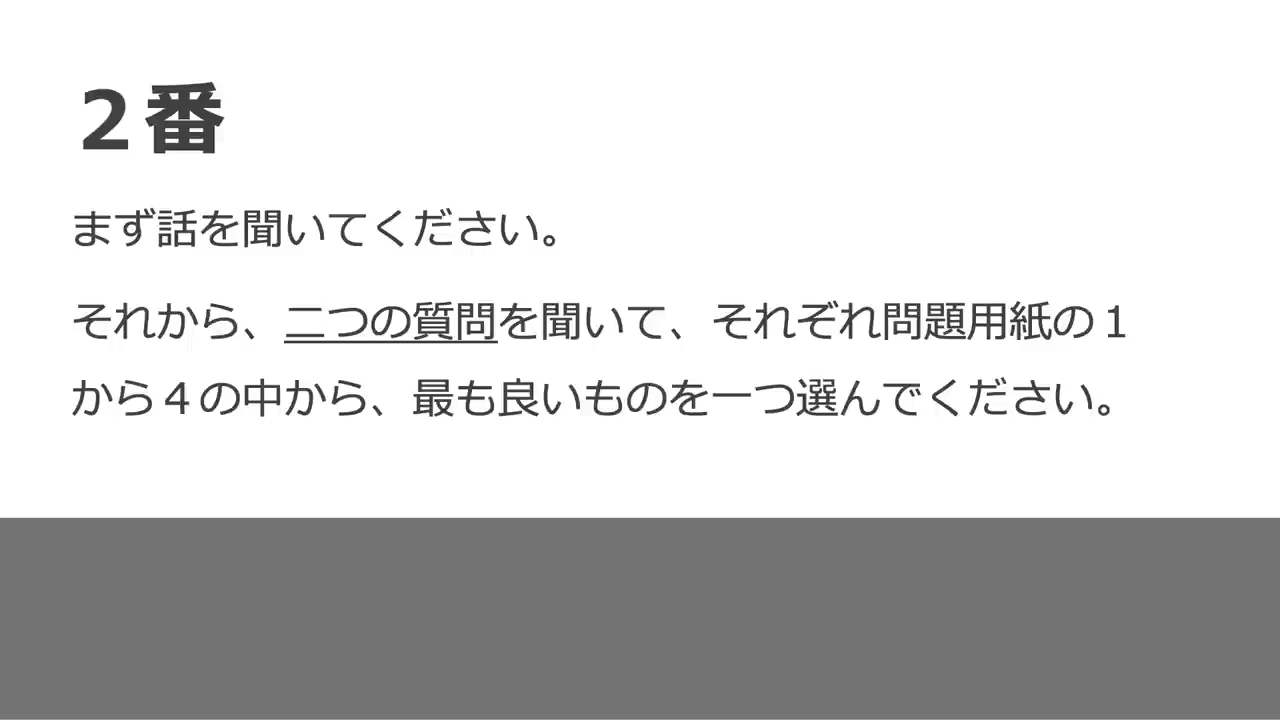 ２番
まず話を聞いてください。
それから、二つの質問を聞いて、それぞれ問題用紙の１
から４の中から、最も良いものを一つ選んでください。